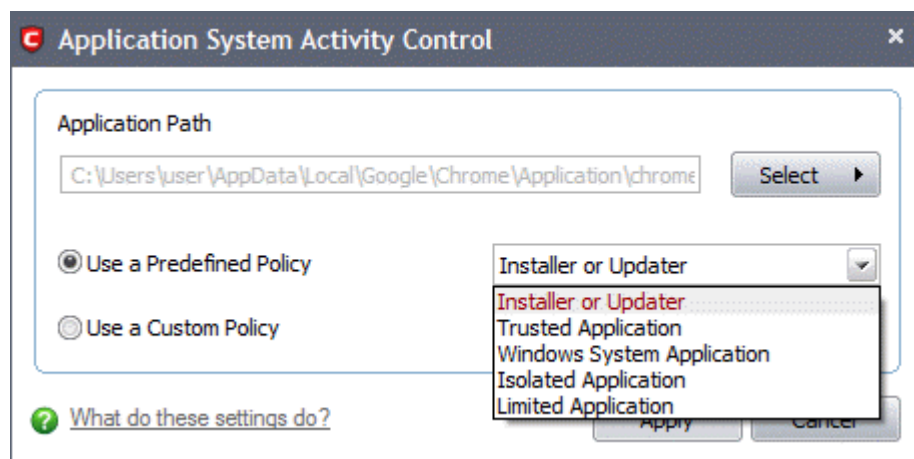 Application System Activity Control
Application Path
C:\Users\user\AppData\Local\Google\Chrome\Application\chrome
Select
Use a Predefined Policy
Installer or Updater
Installer or Updater
Trusted Application
Use a Custom Policy
Windows System Application
Isolated Application
Limited Application
What do these settings do?
Apply
Cancel